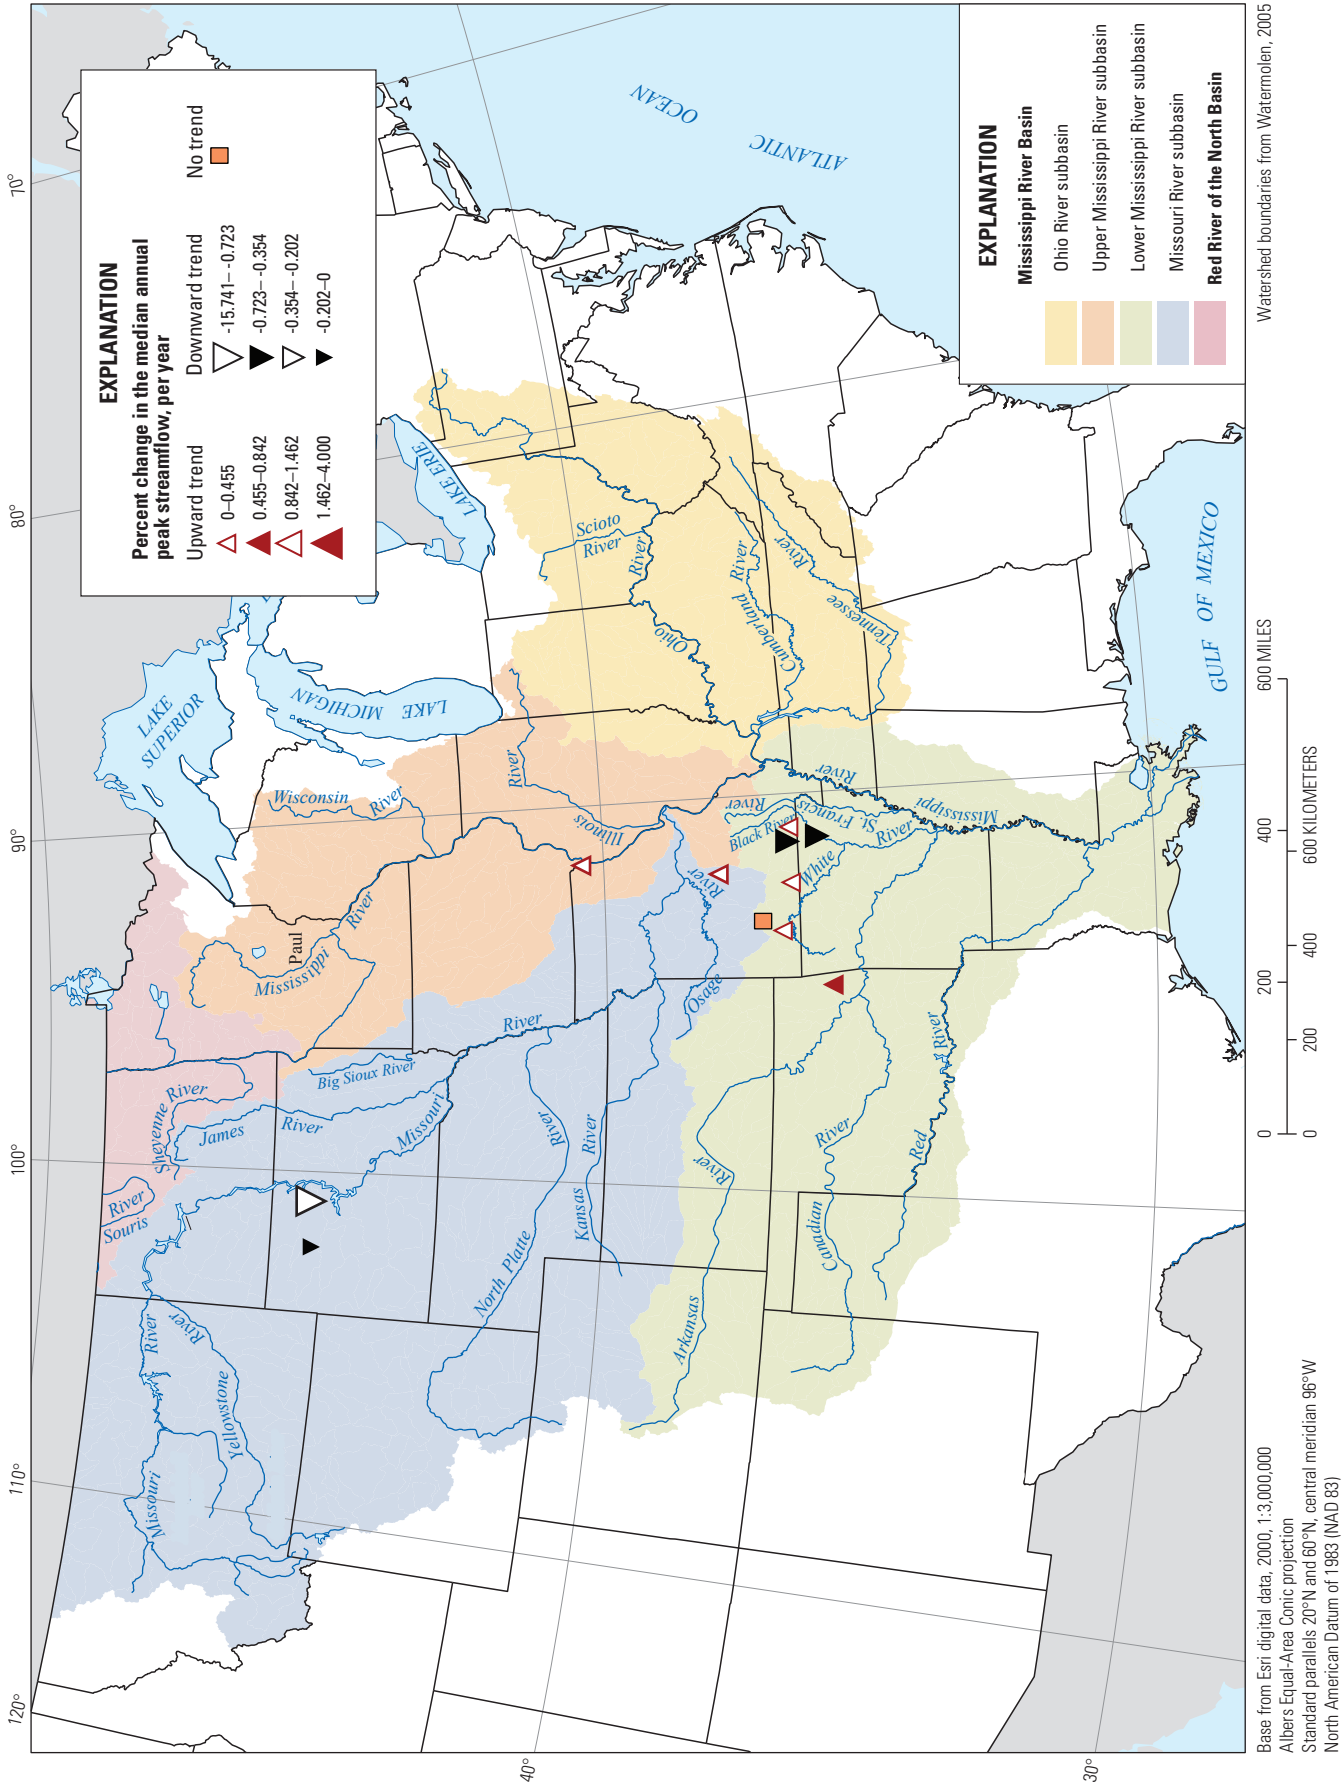 120°
110°
100°
90°
80°
70°
40°
30°
EXPLANATION
Percent change in the median annual
peak streamflow, per year
Upward trend
0–0.455
0.455–0.842
0.842–1.462
1.462–4.000
Downward trend
-15.741– -0.723
-0.723– -0.354
-0.354– -0.202
-0.202–0
No trend
LAKE
SUPERIOR
LAKE
MICHIGAN
LAKE ERIE
ATLANTIC
OCEAN
GULF OF MEXICO
Missouri
River
Yellowstone
River
Souris
River
Sheyenne
River
James
River
Big Sioux River
Missouri
River
Mississippi
River
Paul
Wisconsin
River
North Platte
River
Kansas
River
Osage
River
Illinois
River
Ohio
River
Scioto
River
Cumberland
River
Tennessee
River
Black River
River
St. Francis
White
River
Mississippi
River
Arkansas
River
Canadian
River
Red
River
EXPLANATION
Mississippi River Basin
Ohio River subbasin
Upper Mississippi River subbasin
Lower Mississippi River subbasin
Missouri River subbasin
Red River of the North Basin
0
200
400
600 MILES
0
200
400
600 KILOMETERS
Base from Esri digital data, 2000, 1:3,000,000
Albers Equal-Area Conic projection
Standard parallels 20°N and 60°N, central meridian 96°W
North American Datum of 1983 (NAD 83)
Watershed boundaries from Watermolen, 2005